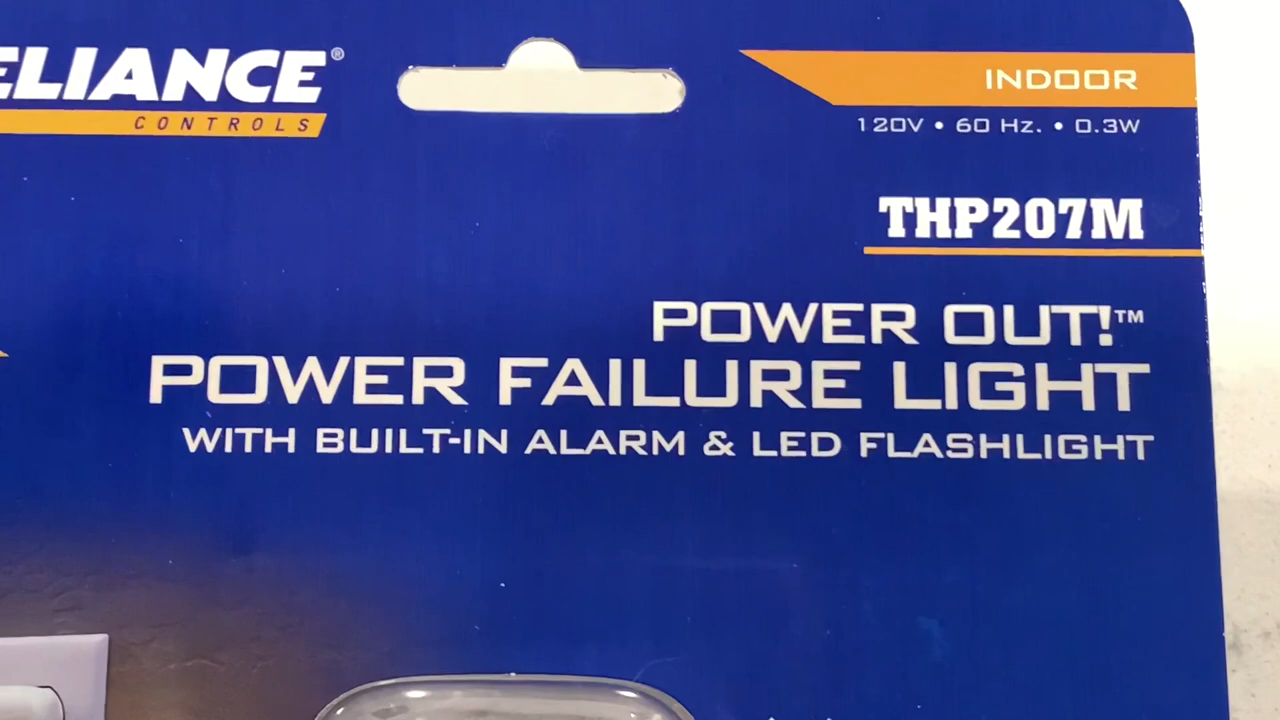 ELIANCE®
CONTROLS
INDOOR
120V • 60 Hz. • 0.3W
THP207M
POWER OUT!™
POWER FAILURE LIGHT
WITH BUILT-IN ALARM & LED FLASHLIGHT